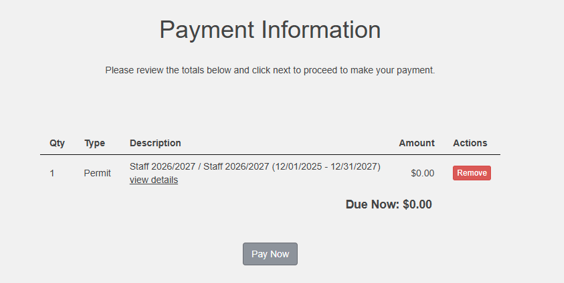 Payment Information
Please review the totals below and click next to proceed to make your payment.
Qty Type Description Amount Actions
1 Permit Staff 2026/2027 / Staff 2026/2027 (12/01/2025 - 12/31/2027) $0.00 Remove
view details
Due Now: $0.00
Pay Now